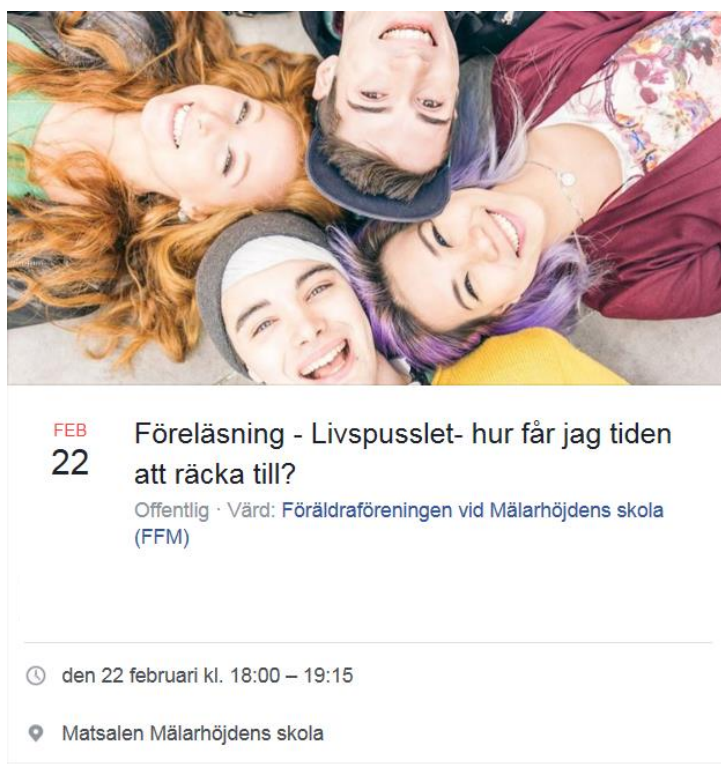 FEB
22
Föreläsning - Livspusslet- hur får jag tiden
att räcka till?
Offentlig · Värd: Föräldraföreningen vid Mälarhöjdens skola
(FFM)
den 22 februari kl. 18:00 – 19:15
Matsalen Mälarhöjdens skola